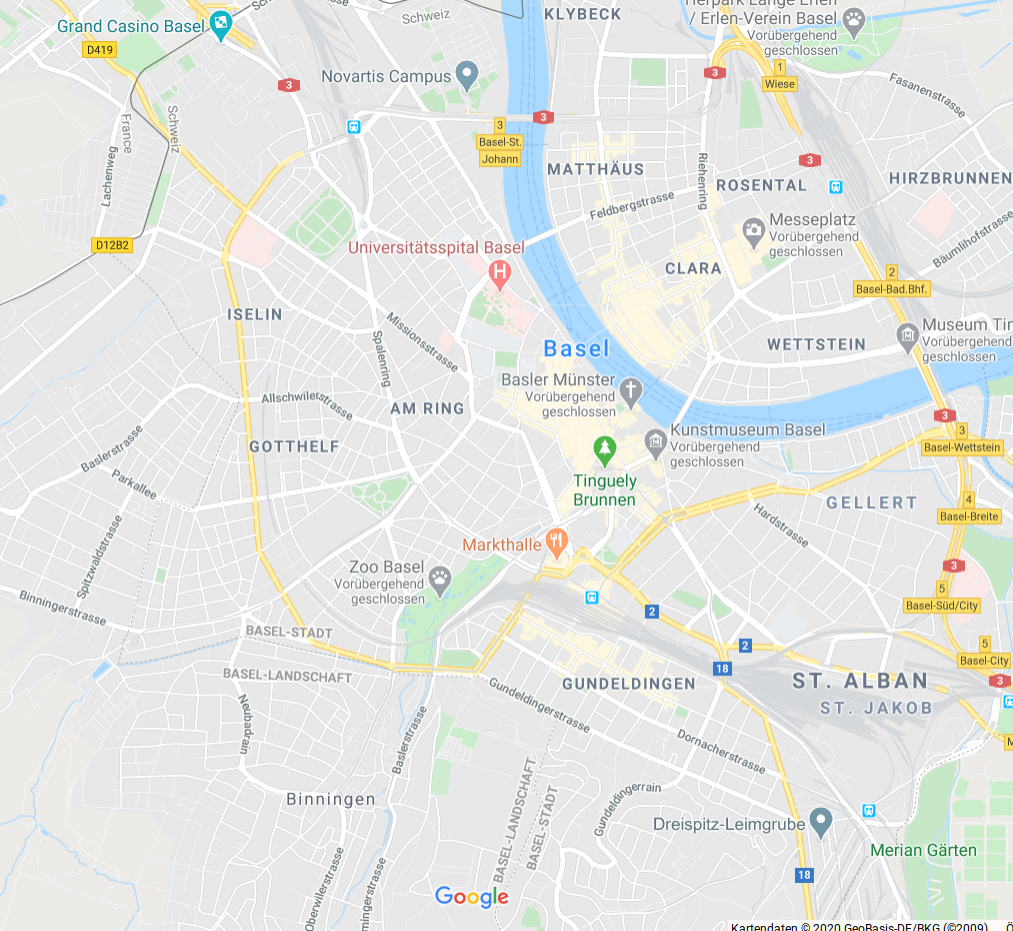 KLYBECK
Tierpark Lange Erlen
/ Erlen-Verein Basel
Vorübergehend
geschlossen
Schweiz
Grand Casino Basel
D419
3
Novartis Campus
3
1
Wiese
Fasanenstrasse
France
Schweiz
3
3
Basel-St.
Johann
Lachenweg
MATTHÄUS
Riehenring
3
ROSENTAL
HIRZBRUNNEN
Feldbergstrasse
Messeplatz
Vorübergehend
geschlossen
Bäumlihofstrasse
D12B2
Universitätsspital Basel
H
CLARA
2
Basel-Bad.Bhf.
ISELIN
Missionsstrasse
Spalenring
Basel
WETTSTEIN
Museum Tin
Vorübergehend
geschlossen
Basler Münster
Vorübergehend
geschlossen
Allschwilerstrasse
AM RING
3
Kunstmuseum Basel
Vorübergehend
geschlossen
3
Basel-Wettstein
GOTTHELF
Baslerstrasse
Parkallee
Tinguely
Brunnen
GELLERT
4
Basel-Breite
Hardstrasse
Spitzwaldstrasse
Markthalle
Zoo Basel
Vorübergehend
geschlossen
3
5
Basel-Süd/City
Binningerstrasse
2
BASEL-STADT
2
5
Basel-City
BASEL-LANDSCHAFT
18
3
GUNDELDINGEN
ST. ALBAN
ST. JAKOB
Gundeldingerstrasse
Neubadrain
Baslerstrasse
Dornacherstrasse
M
BASEL-LANDSCHAFT
BASEL-STADT
Gundeldingerrain
Binningen
Dreispitz-Leimgrube
Merian Gärten
18
Oberwilerstrasse
mingerstrasse
Google
Kartendaten © 2020 GeoBasis-DE/BKG (©2009)